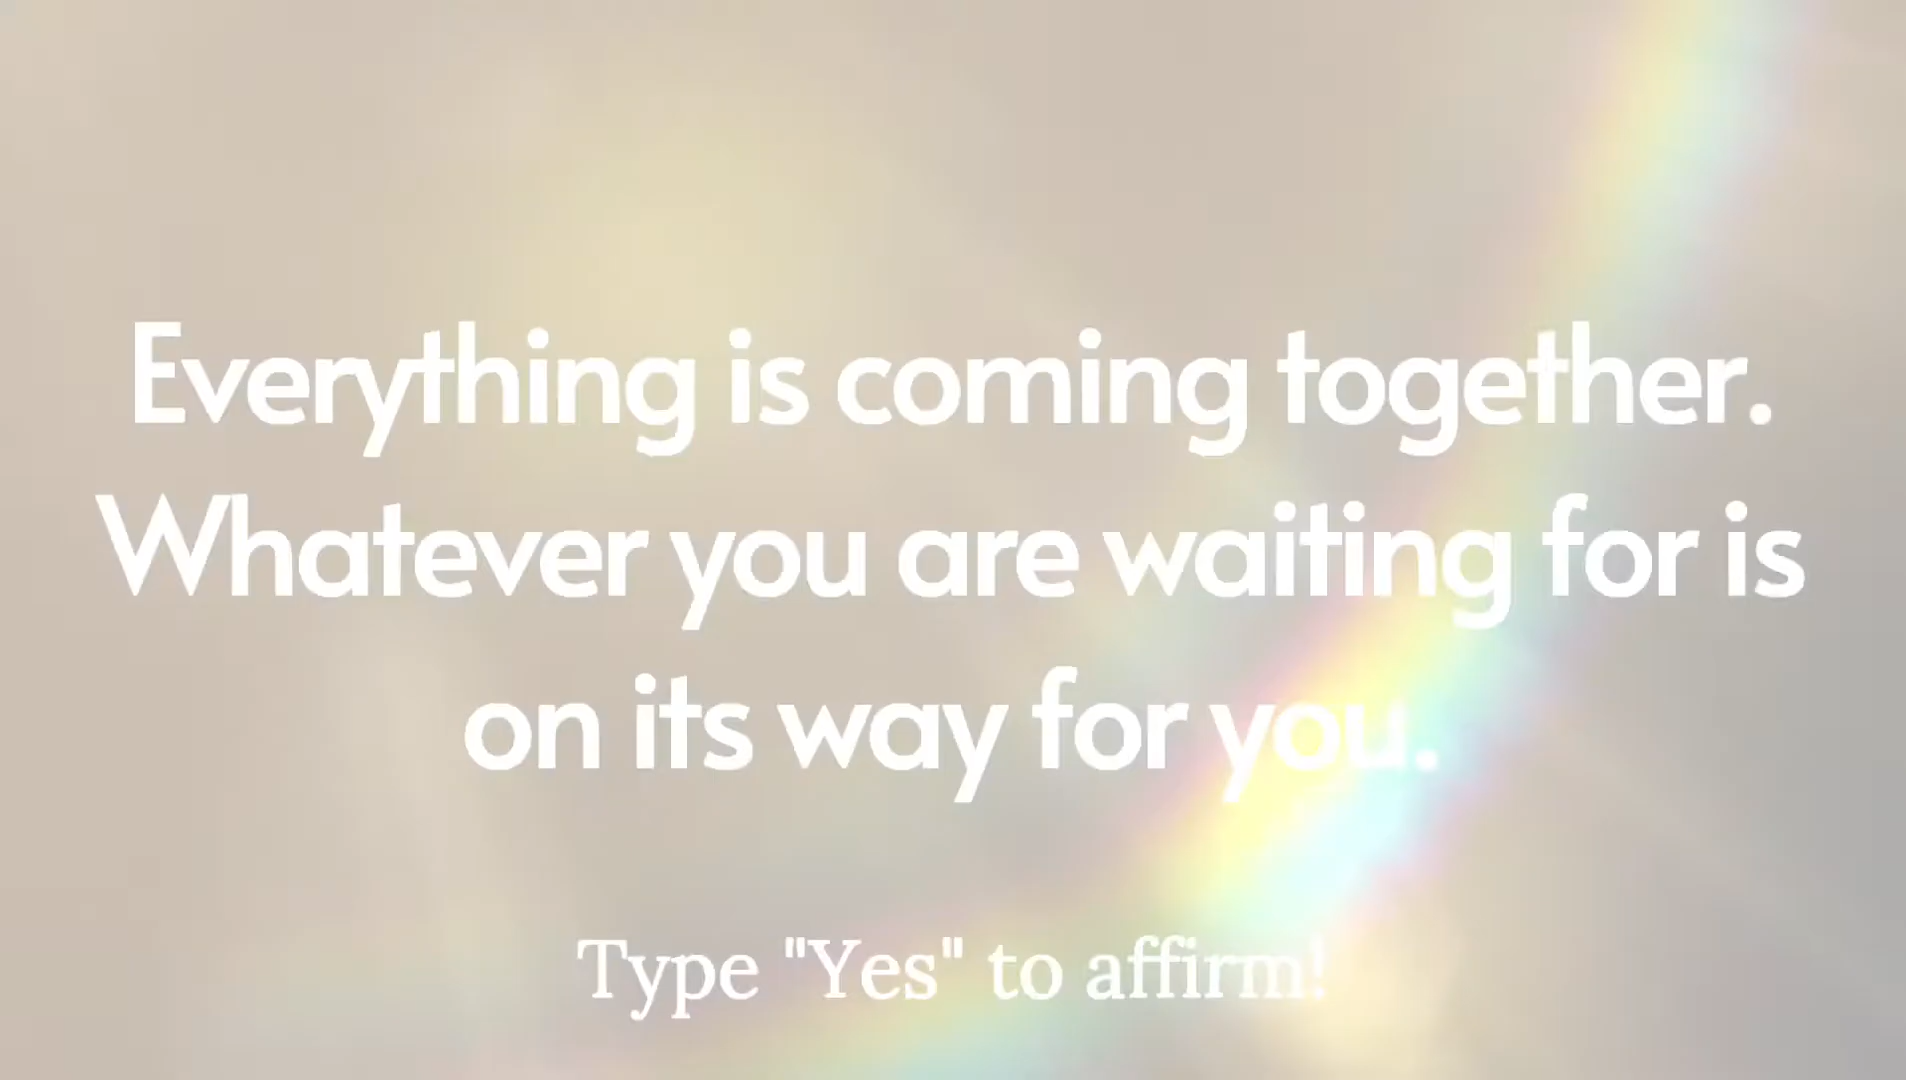 Everything is coming together.
Whatever you are waiting for is
on its way for you.
Type "Yes" to affirm!